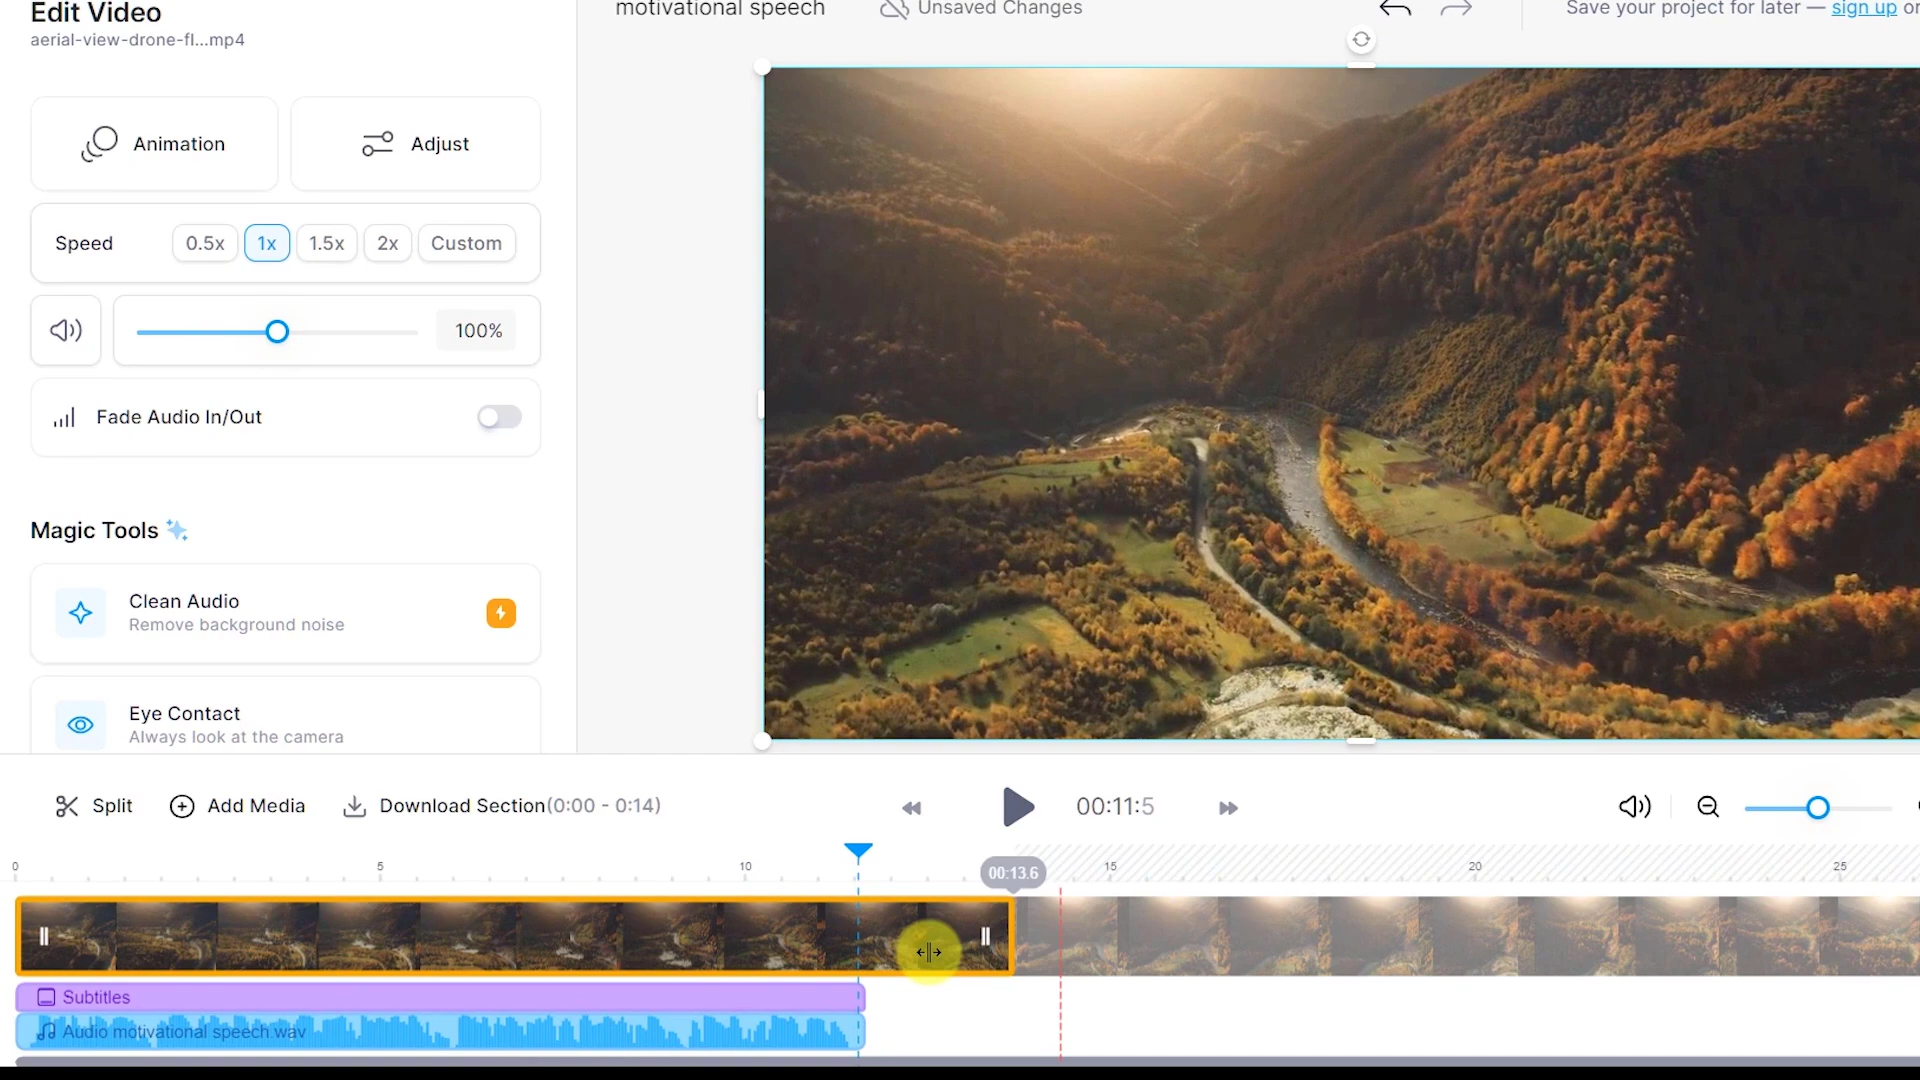 Edit Video
aerial-view-drone-fl...mp4
motivational speech
Unsaved Changes
Save your project for later — sign up or
Animation
Adjust
Speed
0.5x
1x
1.5x
2x
Custom
100%
Fade Audio In/Out
Magic Tools
Clean Audio
Remove background noise
Eye Contact
Always look at the camera
Split
Add Media
Download Section(0:00 - 0:14)
00:11:5
0
5
10
15
20
25
00:13.6
Subtitles
Audio motivational speech.wav